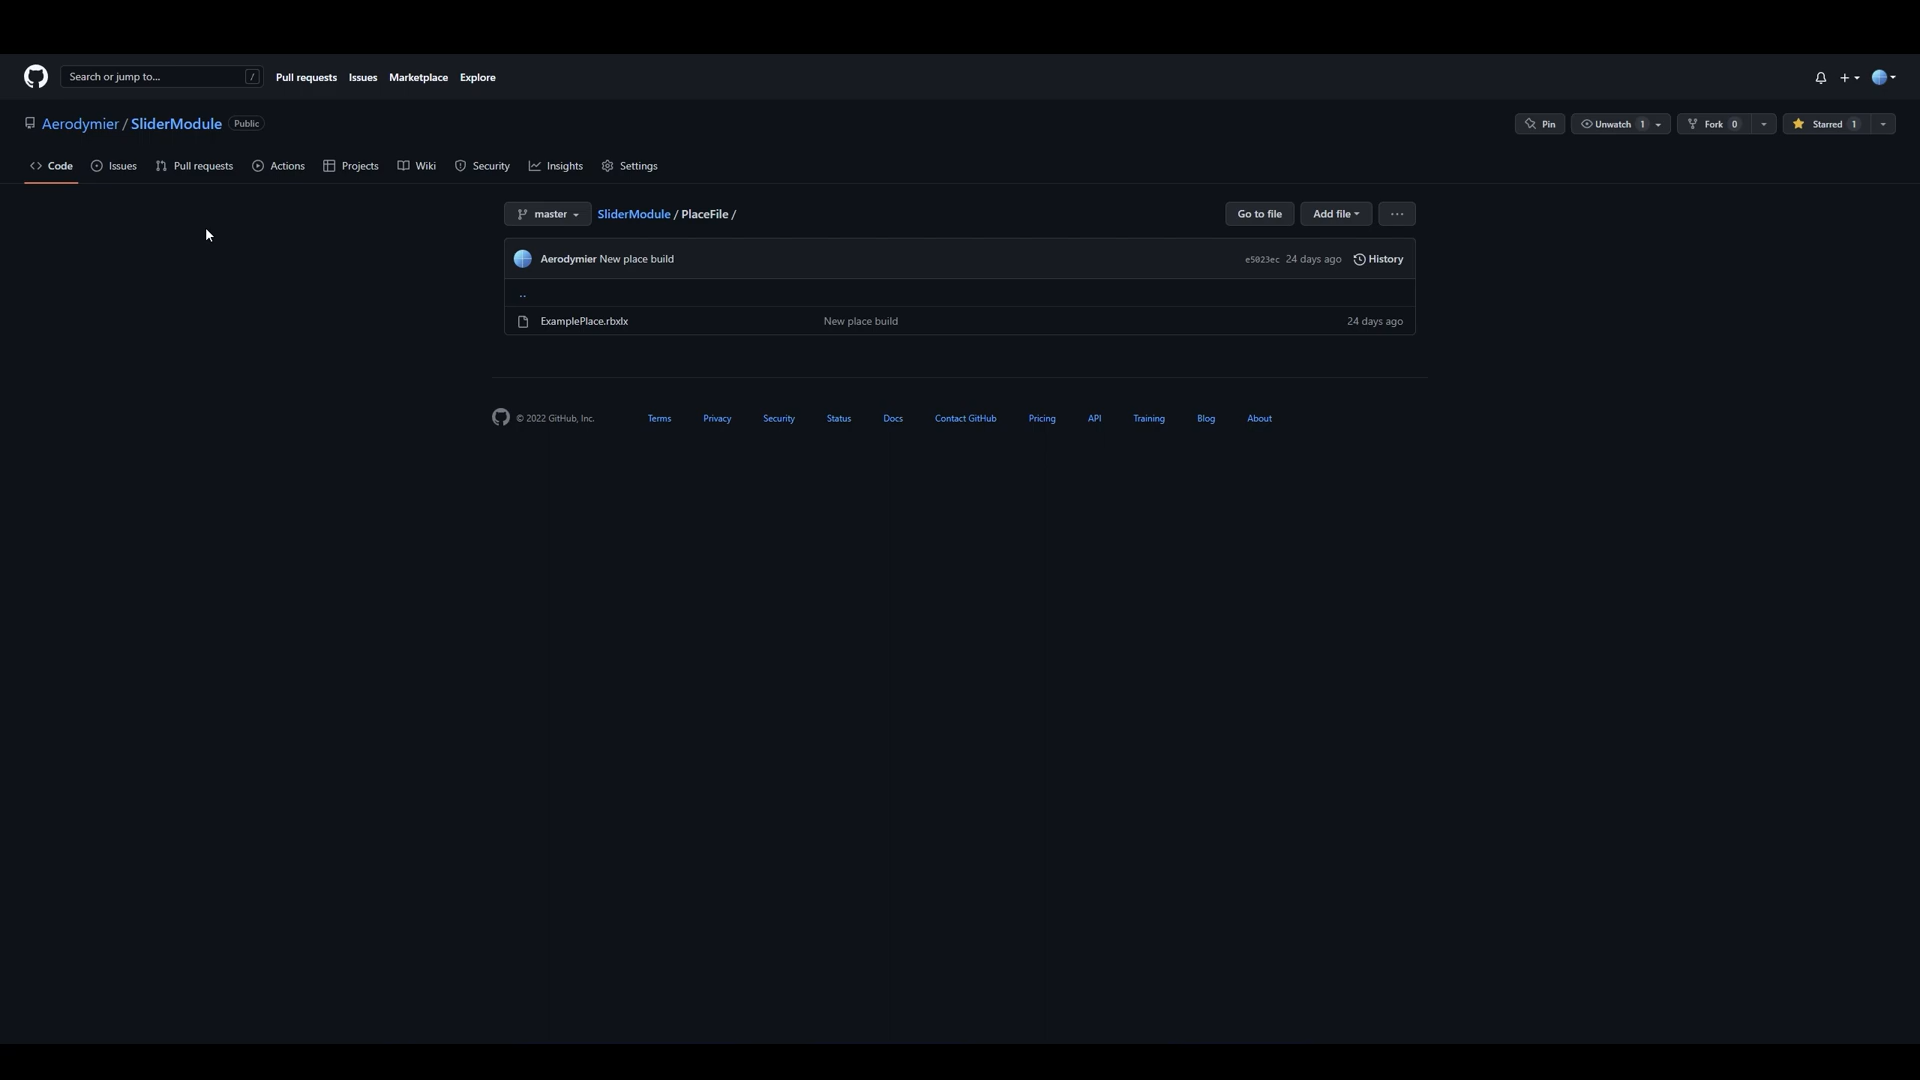 Search or jump to... / Pull requests Issues Marketplace Explore
Aerodymier / SliderModule Public Pin Unwatch 1 Fork 0 Starred 1
Code Issues Pull requests Actions Projects Wiki Security Insights Settings
master SliderModule / PlaceFile / Go to file Add file ...
Aerodymier New place build e5023ec 24 days ago History
..
ExamplePlace.rbxlx New place build 24 days ago
© 2022 GitHub, Inc. Terms Privacy Security Status Docs Contact GitHub Pricing API Training Blog About